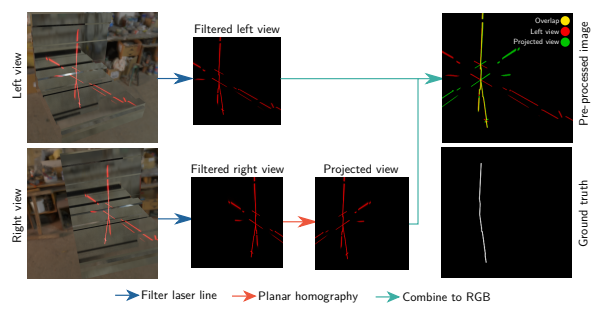 Left view
Filtered left view
Overlap
Left view
Projected view
Pre-processed image
Right view
Filtered right view
Projected view
Ground truth
Filter laser line
Planar homography
Combine to RGB